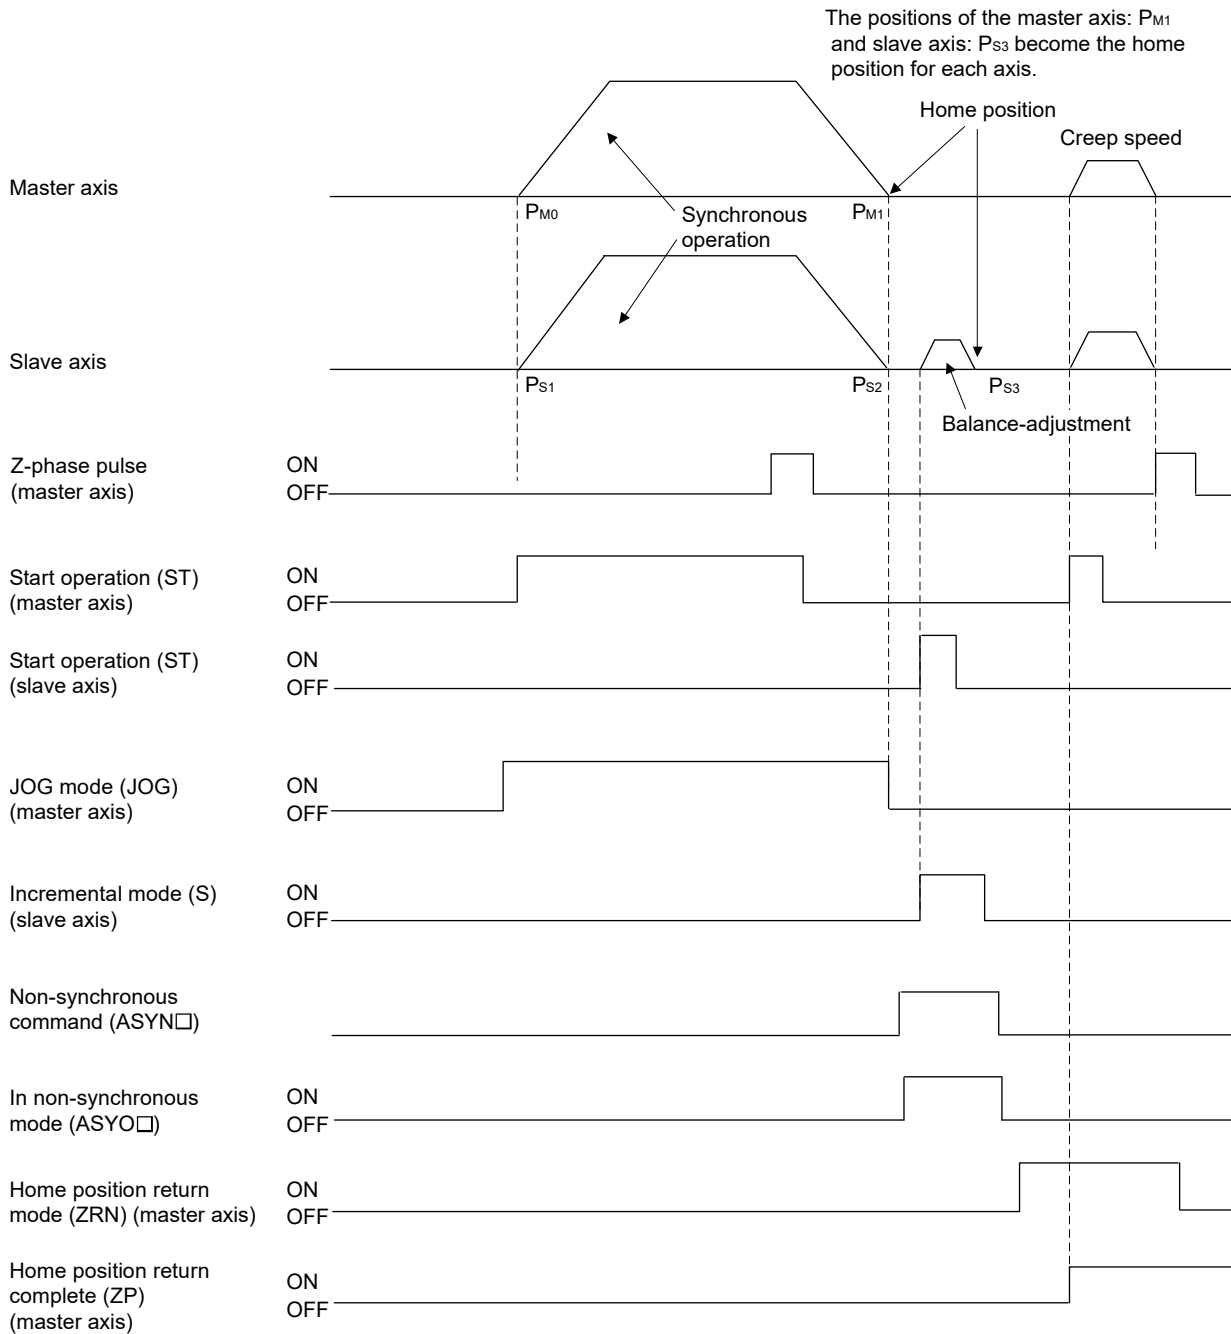 The positions of the master axis: PM1
and slave axis: PS3 become the home
position for each axis.
Home position
Creep speed
Master axis
PM0
Synchronous
operation
PM1
Slave axis
PS1
PS2
PS3
Balance-adjustment
Z-phase pulse
(master axis)
ON
OFF
Start operation (ST)
(master axis)
ON
OFF
Start operation (ST)
(slave axis)
ON
OFF
JOG mode (JOG)
(master axis)
ON
OFF
Incremental mode (S)
(slave axis)
ON
OFF
Non-synchronous
command (ASYN❑)
In non-synchronous
mode (ASYO❑)
ON
OFF
Home position return
mode (ZRN) (master axis)
ON
OFF
Home position return
complete (ZP)
(master axis)
ON
OFF